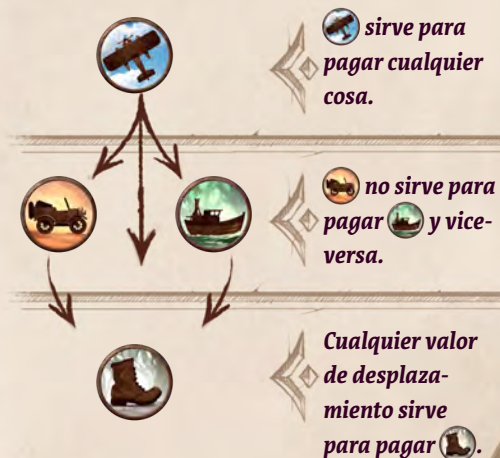 sirve para
pagar cualquier
cosa.
no sirve para
pagar y vice-
versa.
Cualquier valor
de desplaza-
miento sirve
para pagar .